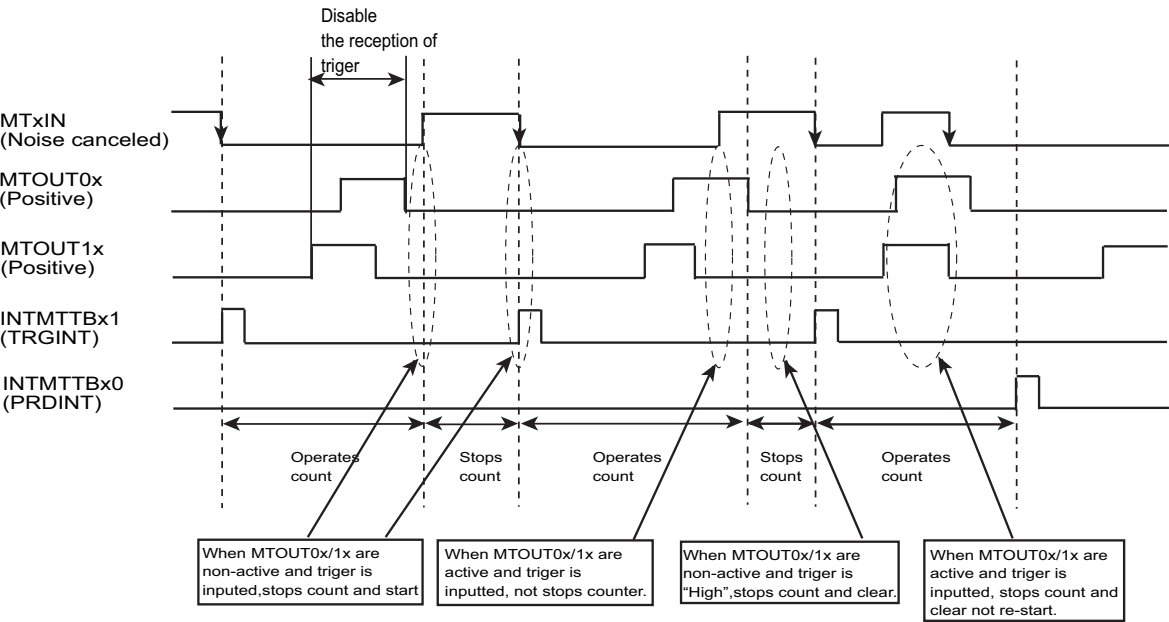 Disable
the reception of
triger
MTxIN
(Noise canceled)
MTOUT0x
(Positive)
MTOUT1x
(Positive)
INTMTTBx1
(TRGINT)
INTMTTBx0
(PRDINT)
Operates
count
Stops
count
Operates
count
Stops
count
Operates
count
When MTOUT0x/1x are
non-active and triger is
inputed,stops count and start
When MTOUT0x/1x are
active and triger is
inputted, not stops counter.
When MTOUT0x/1x are
non-active and triger is
“High”,stops count and clear.
When MTOUT0x/1x are
active and triger is
inputted, stops count and
clear not re-start.